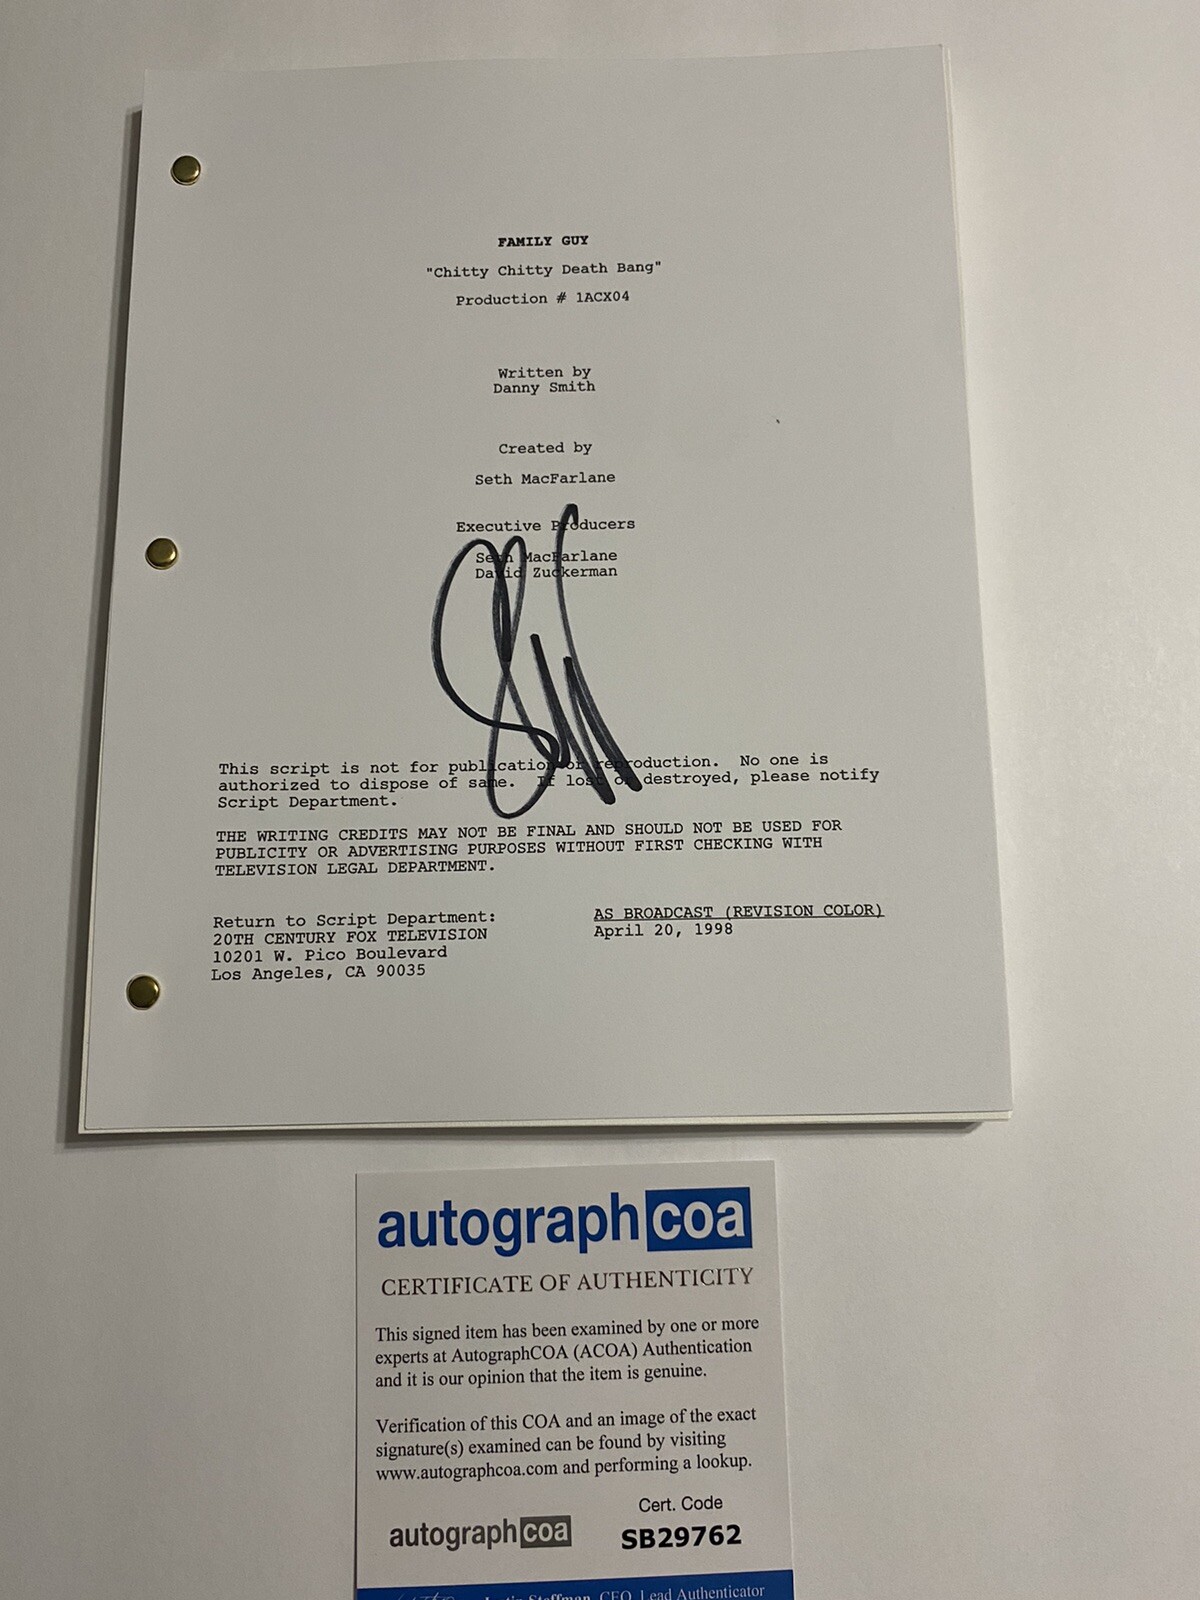 FAMILY GUY
"Chitty Chitty Death Bang"
Production # 1ACX04
Written by
Danny Smith
Created by
Seth MacFarlane
Executive Producers
Seth MacFarlane
David Zuckerman
This script is not for publication or reproduction. No one is
authorized to dispose of same. If lost or destroyed, please notify
Script Department.
THE WRITING CREDITS MAY NOT BE FINAL AND SHOULD NOT BE USED FOR
PUBLICITY OR ADVERTISING PURPOSES WITHOUT FIRST CHECKING WITH
TELEVISION LEGAL DEPARTMENT.
Return to Script Department:
20TH CENTURY FOX TELEVISION
10201 W. Pico Boulevard
Los Angeles, CA 90035
AS BROADCAST (REVISION COLOR)
April 20, 1998
autographcoa
CERTIFICATE OF AUTHENTICITY
This signed item has been examined by one or more
experts at AutographCOA (ACOA) Authentication
and it is our opinion that the item is genuine.
Verification of this COA and an image of the exact
signature(s) examined can be found by visiting
www.autographcoa.com and performing a lookup.
autographcoa
Cert. Code
SB29762
CEO, Lead Authenticator